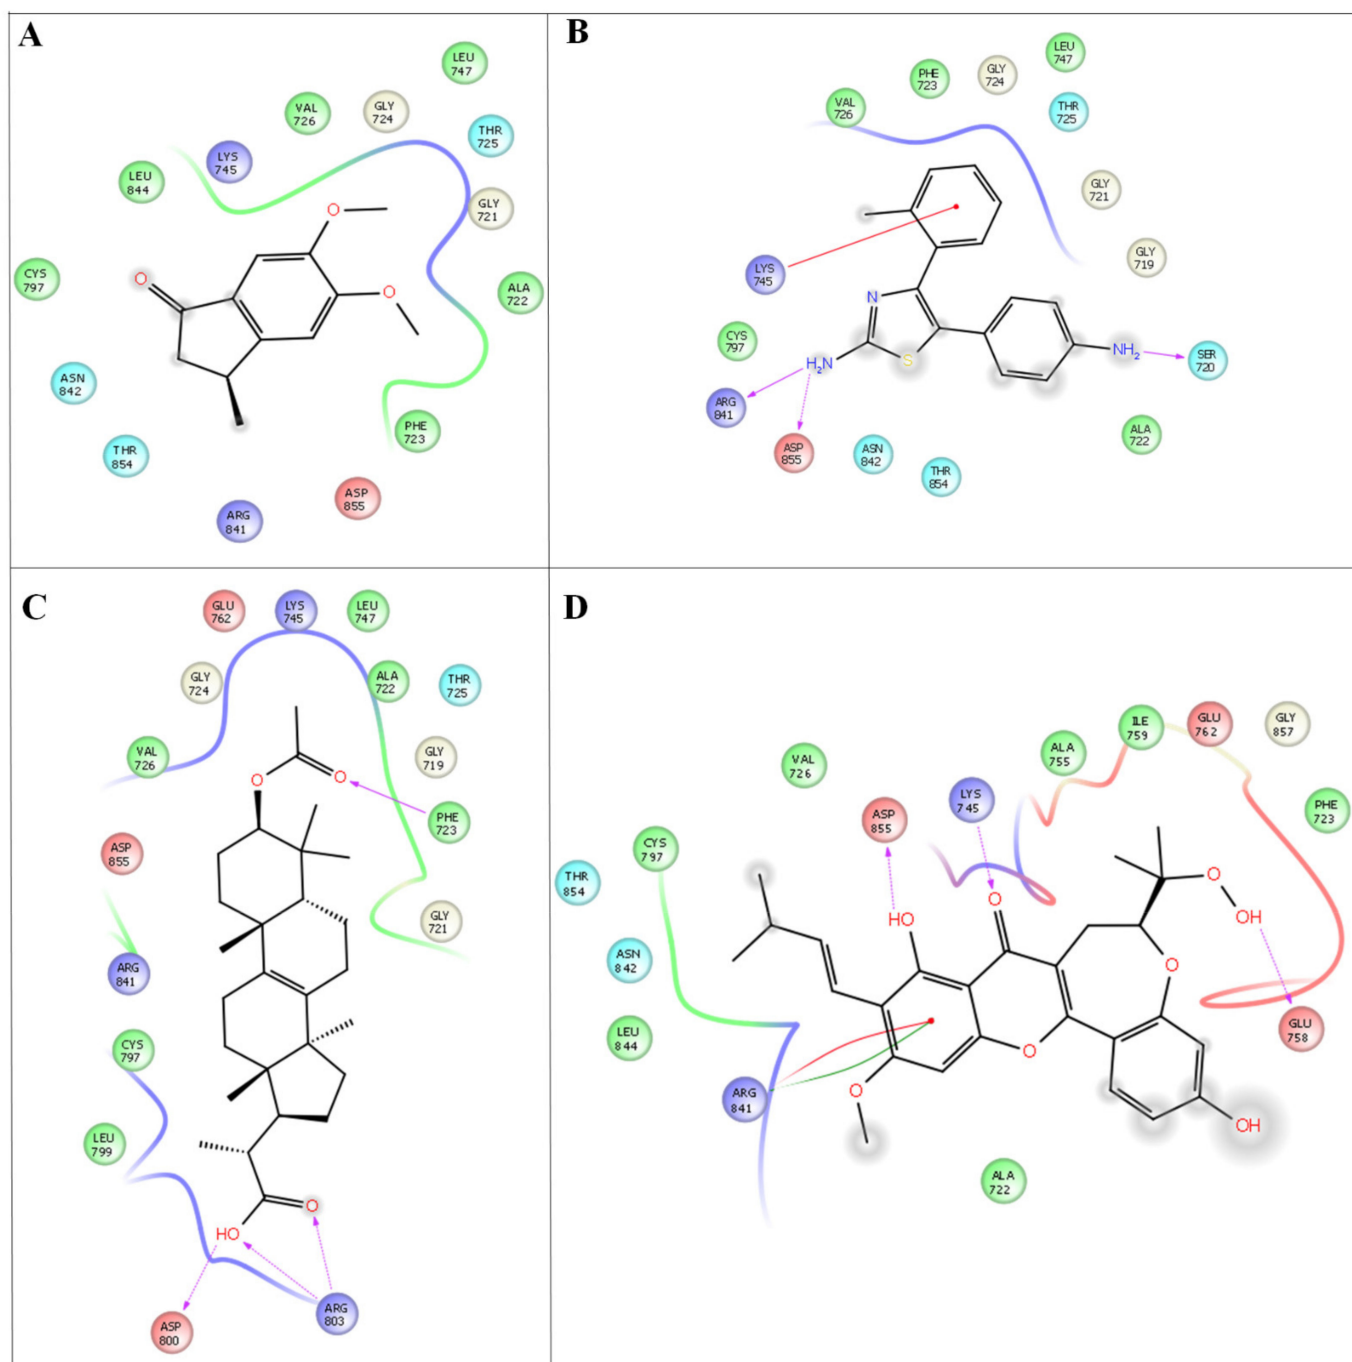 A
LEU
747
VAL
726
GLY
724
THR
725
LYS
745
LEU
844
GLY
721
O
O
O
CYS
797
ALA
722
ASN
842
PHE
723
THR
854
ASP
855
ARG
841
B
LEU
747
PHE
723
GLY
724
VAL
726
THR
725
GLY
721
GLY
719
LYS
745
N
CYS
797
S
NH2
SER
720
H2N
ARG
841
ASP
855
ASN
842
THR
854
ALA
722
C
GLU
762
LYS
745
LEU
747
GLY
724
ALA
722
THR
725
VAL
726
GLY
719
O
O
PHE
723
ASP
855
GLY
721
ARG
841
CYS
797
LEU
799
O
HO
ASP
800
ARG
803
D
ILE
759
GLU
762
GLY
857
VAL
726
ALA
755
LYS
745
PHE
723
ASP
855
CYS
797
THR
854
O
O
HO
OH
ASN
842
O
LEU
844
GLU
758
O
ARG
841
O
OH
ALA
722